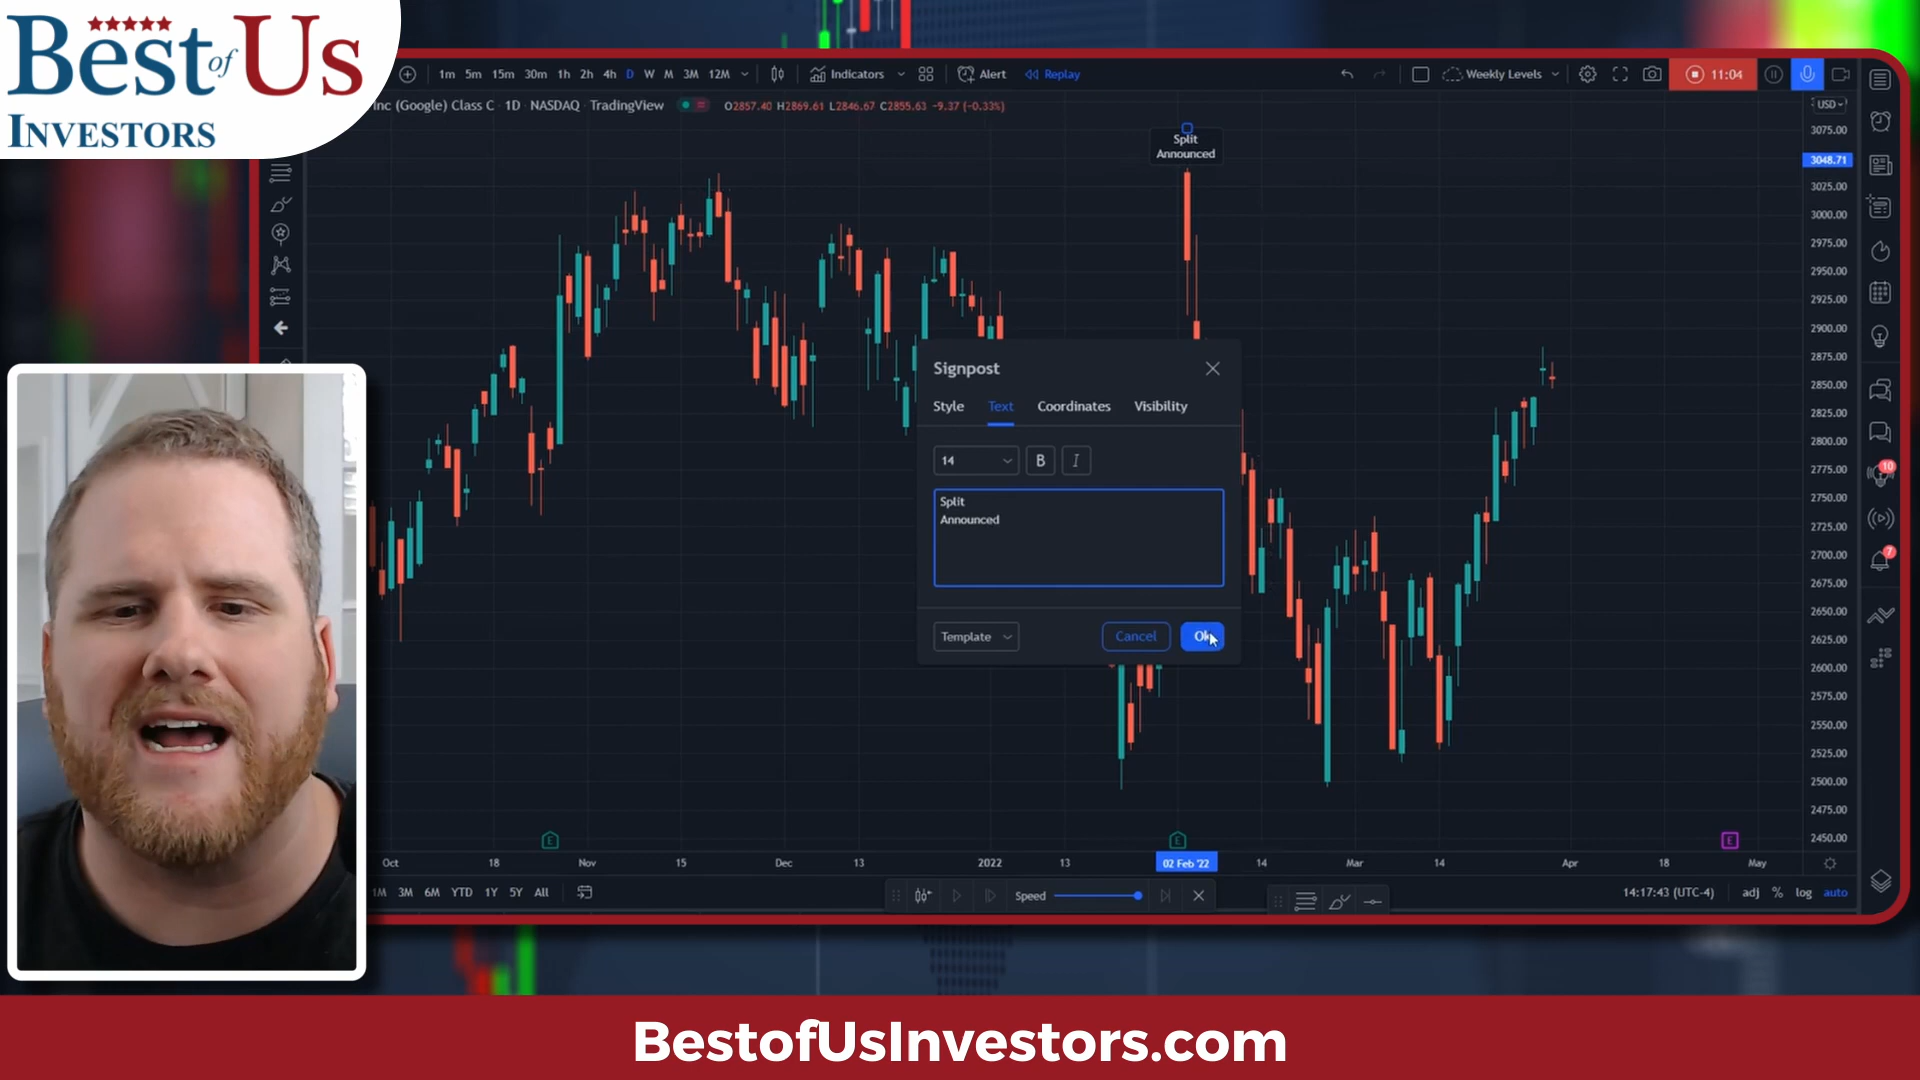 Best of Us
INVESTORS
1m 5m 15m 30m 1h 2h 4h D W M 3M 12M Indicators Alert Replay Weekly Levels 11:04
Inc (Google) Class C · 1D · NASDAQ · TradingView O2857.40 H2869.61 L2846.67 C2855.63 -9.37 (-0.33%) USD
3075.00
3048.71
3025.00
3000.00
2975.00
2950.00
2925.00
2900.00
2875.00
2850.00
2825.00
2800.00
2775.00
2750.00
2725.00
2700.00
2675.00
2650.00
2625.00
2600.00
2575.00
2550.00
2525.00
2500.00
2475.00
2450.00
Split
Announced
Signpost
Style Text Coordinates Visibility
14 B I
Split
Announced
Template Cancel Ok
10
7
E E E
Oct 18 Nov 15 Dec 13 2022 13 02 Feb '22 14 Mar 14 Apr 18 May
1M 3M 6M YTD 1Y 5Y All Speed 14:17:43 (UTC-4) adj % log auto
BestofUsInvestors.com